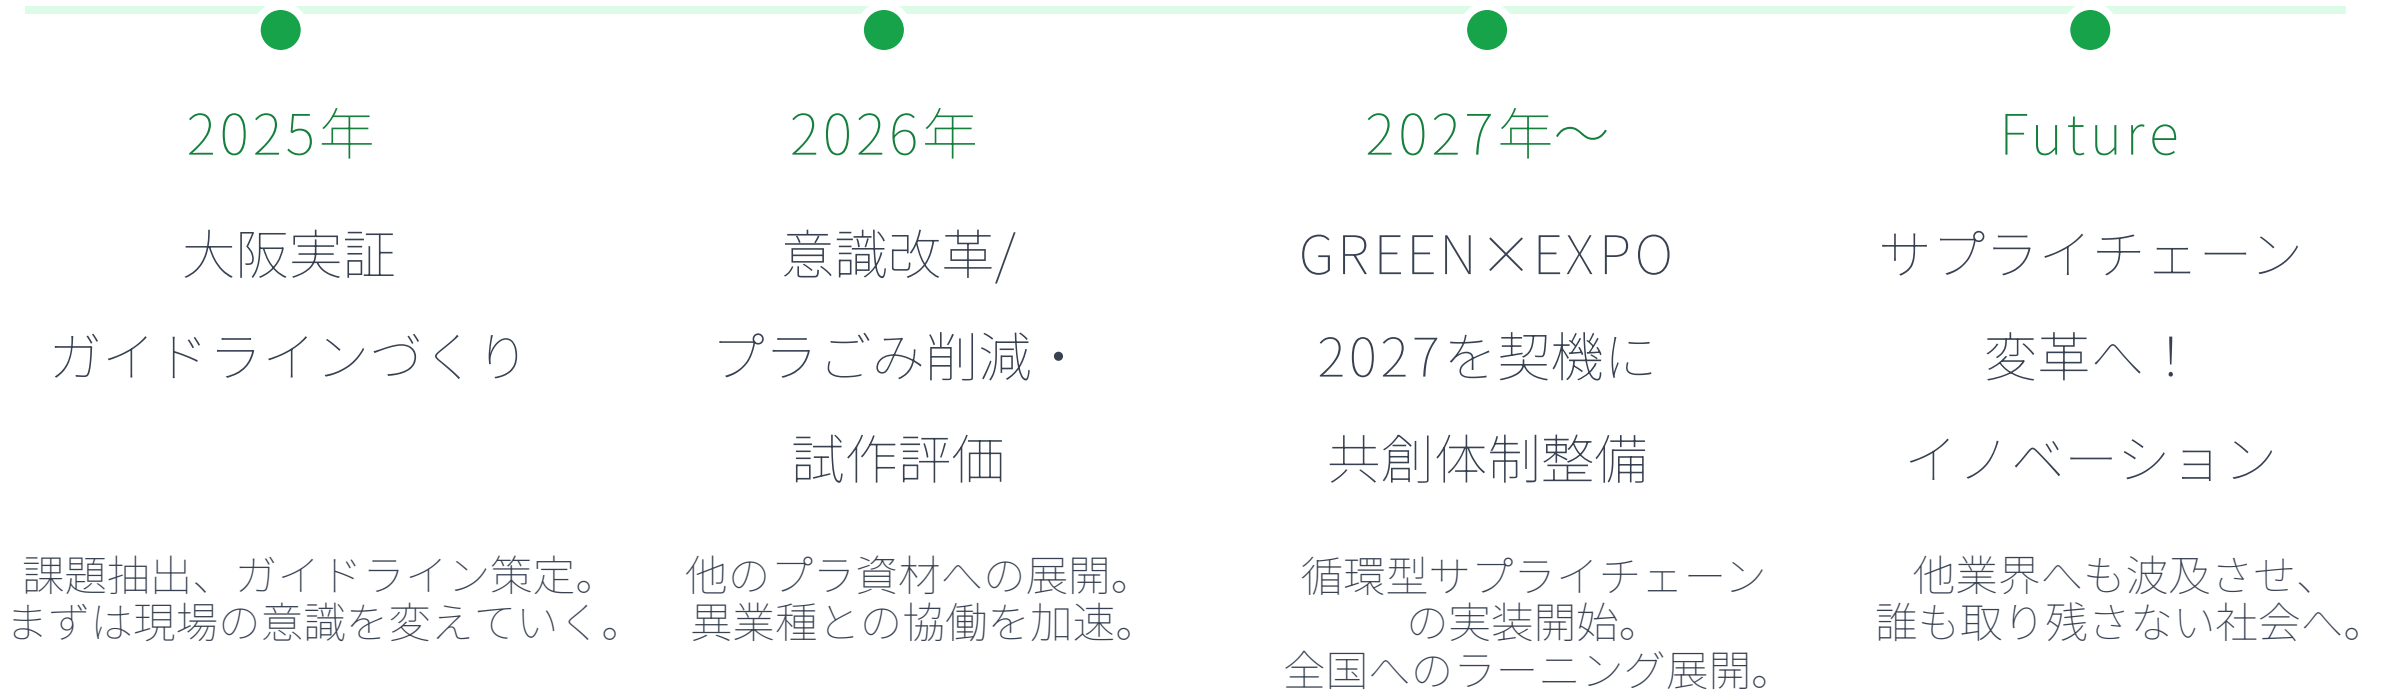 2025年
大阪実証
ガイドラインづくり
課題抽出、ガイドライン策定。
まずは現場の意識を変えていく。
2026年
意識改革/
プラごみ削減・
試作評価
他のプラ資材への展開。
異業種との協働を加速。
2027年～
GREEN×EXPO
2027を契機に
共創体制整備
循環型サプライチェーン
の実装開始。
全国へのラーニング展開。
Future
サプライチェーン
変革へ！
イノベーション
他業界へも波及させ、
誰も取り残さない社会へ。